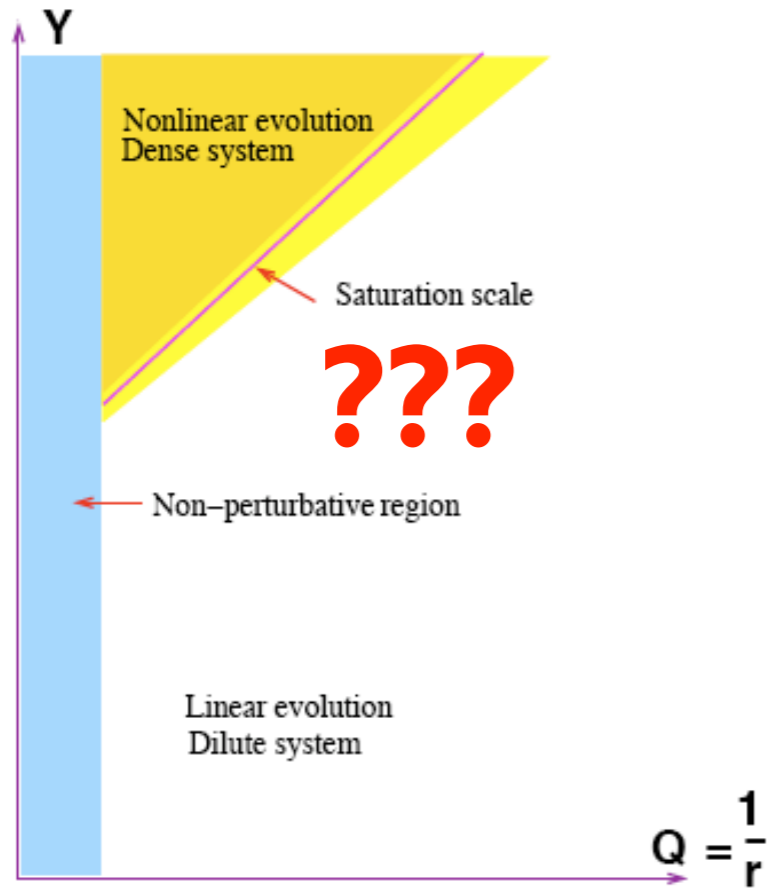 Y
Nonlinear evolution
Dense system
Saturation scale
???
Non–perturbative region
Linear evolution
Dilute system
Q = 1/r